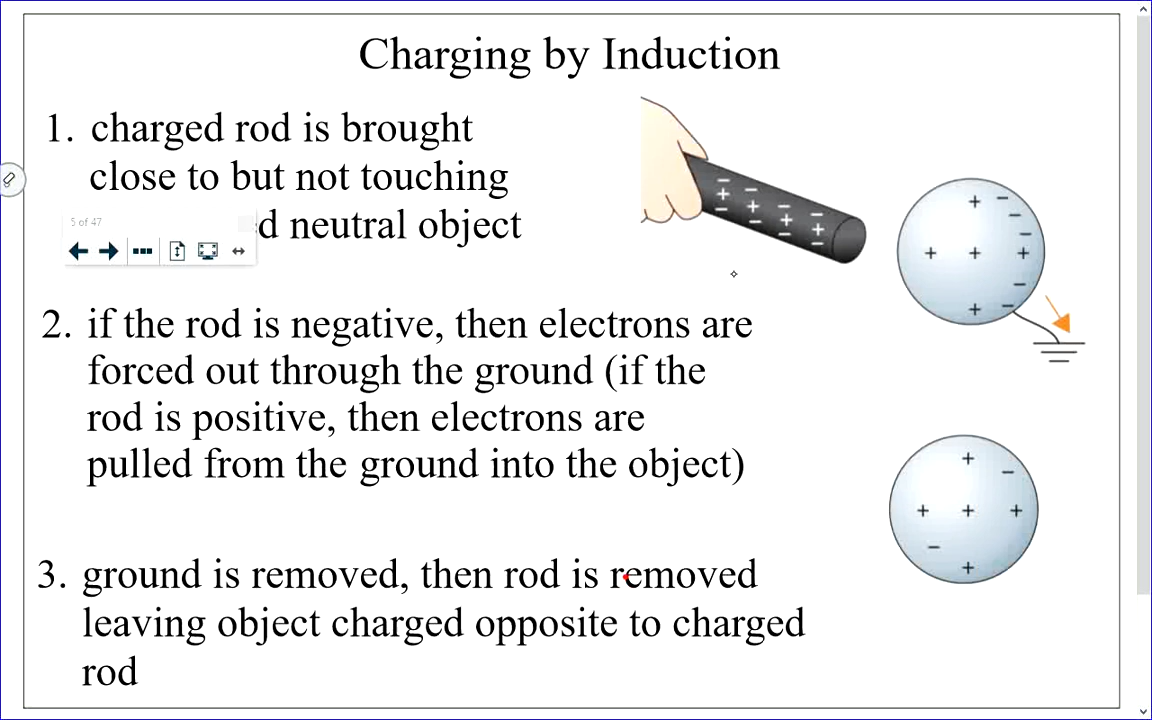 Charging by Induction
1. charged rod is brought
close to but not touching
d neutral object
5 of 47
2. if the rod is negative, then electrons are
forced out through the ground (if the
rod is positive, then electrons are
pulled from the ground into the object)
3. ground is removed, then rod is removed
leaving object charged opposite to charged
rod